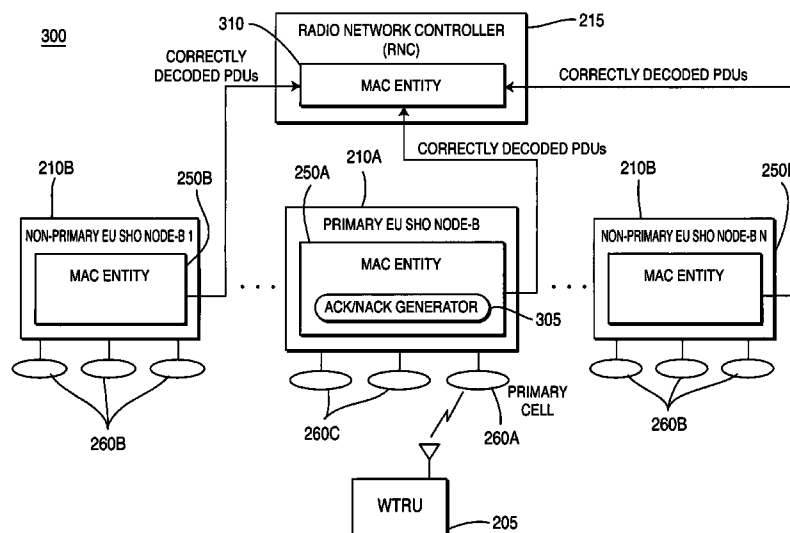 300
310
RADIO NETWORK CONTROLLER
(RNC)
215
MAC ENTITY
CORRECTLY
DECODED PDUs
CORRECTLY DECODED PDUs
CORRECTLY DECODED PDUs
210B
250B
NON-PRIMARY EU SHO NODE-B 1
MAC ENTITY
260B
210A
250A
PRIMARY EU SHO NODE-B
MAC ENTITY
ACK/NACK GENERATOR
305
260C
PRIMARY
CELL
260A
210B
NON-PRIMARY EU SHO NODE-B N
MAC ENTITY
260B
WTRU
205